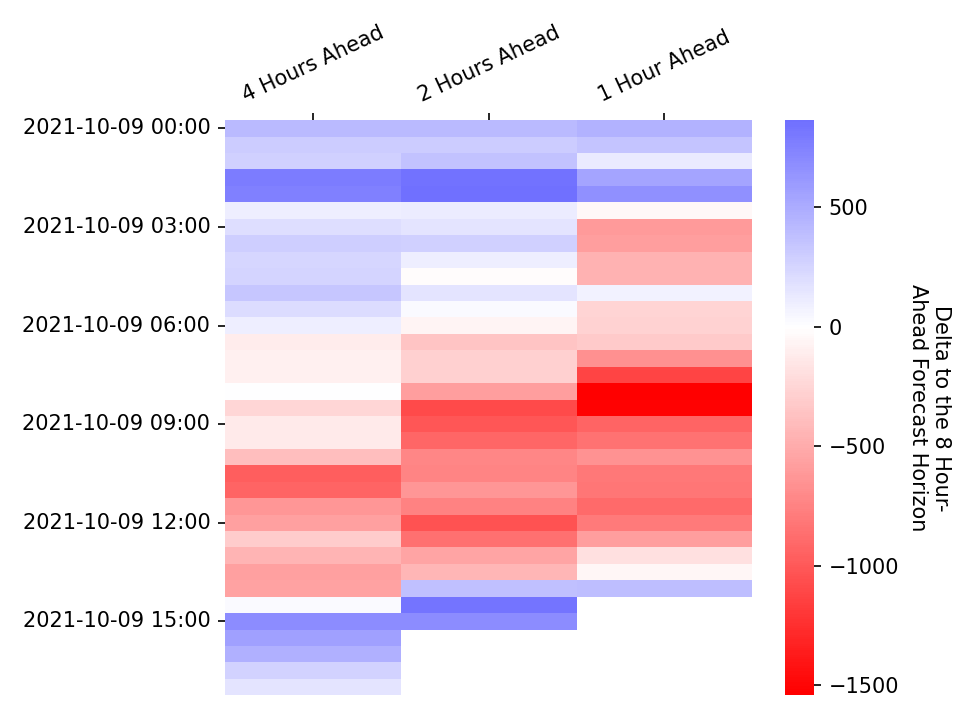 4 Hours Ahead
2 Hours Ahead
1 Hour Ahead
2021-10-09 00:00
2021-10-09 03:00
2021-10-09 06:00
2021-10-09 09:00
2021-10-09 12:00
2021-10-09 15:00
500
0
−500
−1000
−1500
Delta to the 8 Hour-
Ahead Forecast Horizon